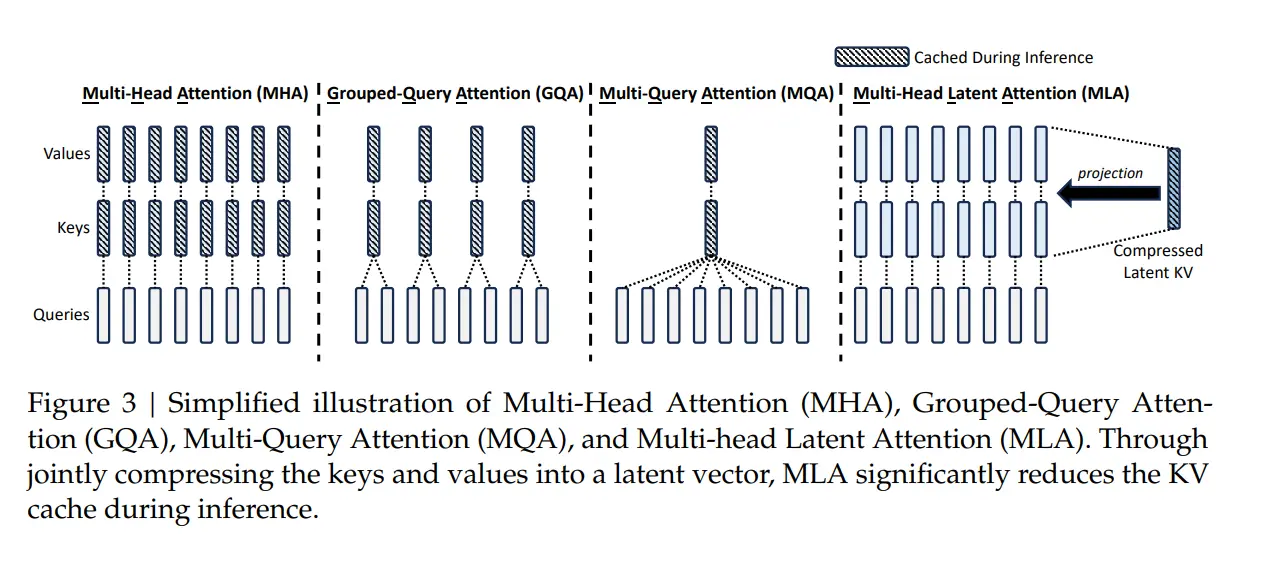 Cached During Inference
Multi-Head Attention (MHA)
Grouped-Query Attention (GQA)
Multi-Query Attention (MQA)
Multi-Head Latent Attention (MLA)
Values
projection
Keys
Compressed
Latent KV
Queries
Figure 3 | Simplified illustration of Multi-Head Attention (MHA), Grouped-Query Atten-
tion (GQA), Multi-Query Attention (MQA), and Multi-head Latent Attention (MLA). Through
jointly compressing the keys and values into a latent vector, MLA significantly reduces the KV
cache during inference.